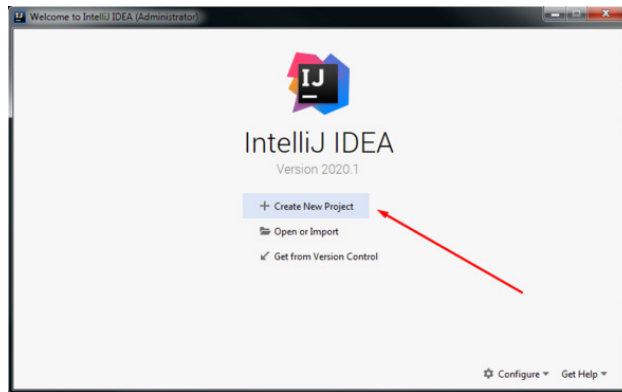 Welcome to IntelliJ IDEA (Administrator)
IJ
IntelliJ IDEA
Version 2020.1
+ Create New Project
Open or Import
Get from Version Control
Configure Get Help